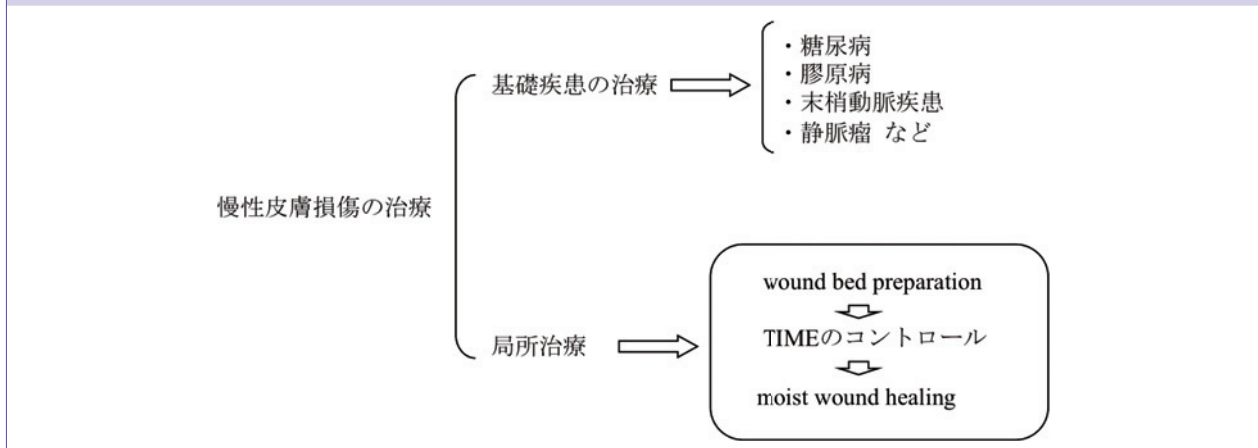 慢性皮膚損傷の治療
基礎疾患の治療
・糖尿病
・膠原病
・末梢動脈疾患
・静脈瘤 など
局所治療
wound bed preparation
TIMEのコントロール
moist wound healing